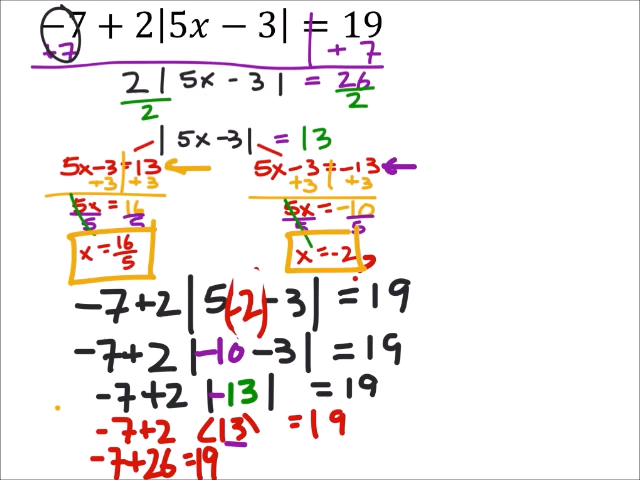 -7 + 2|5x - 3| = 19
+7 + 7
2 | 5x - 3 | = 26
2 2
| 5x - 3 | = 13
5x - 3 = 13 5x - 3 = -13
+3 +3 +3 +3
5x = 16 5x = -10
5 5 5 5
x = 16/5 x = -2
-7 + 2 | 5(-2) - 3 | = 19
-7 + 2 | -10 - 3 | = 19
-7 + 2 | -13 | = 19
-7 + 2 (13) = 19
-7 + 26 = 19